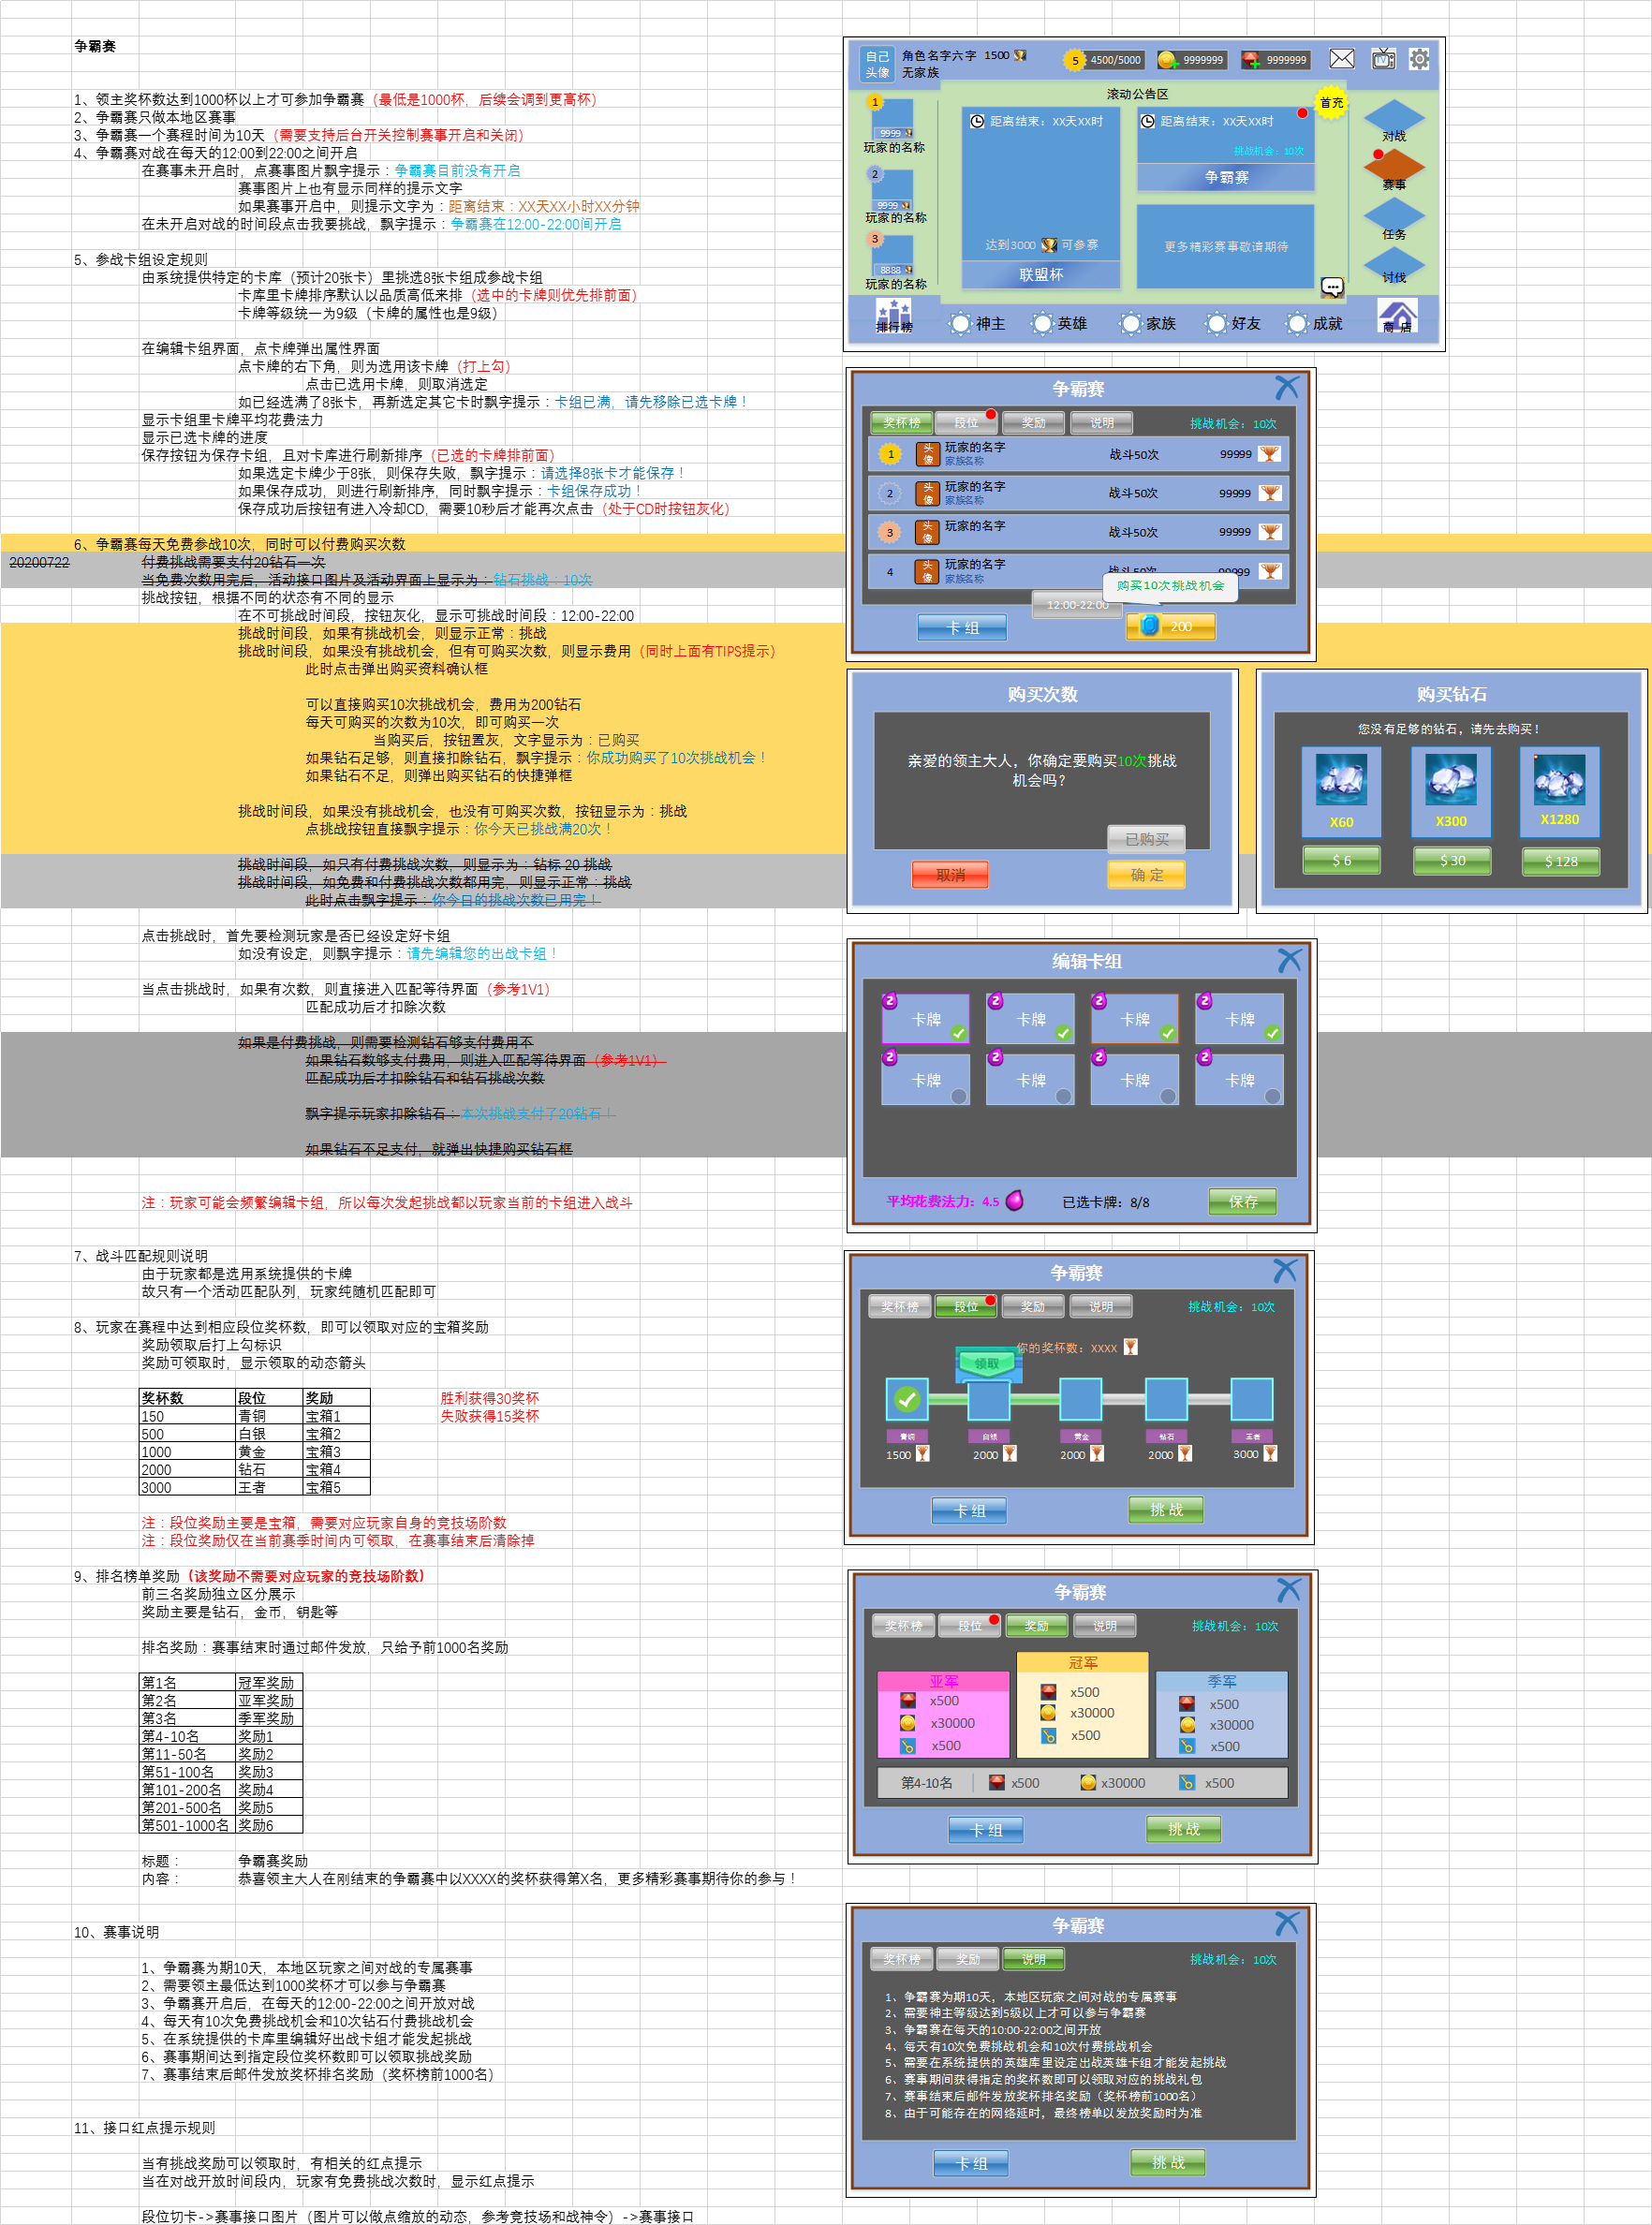 争霸赛
1、领主奖杯数达到1000杯以上才可参加争霸赛（最低是1000杯，后续会调到更高杯）
2、争霸赛只做本地区赛事
3、争霸赛一个赛程时间为10天（需要支持后台开关控制赛事开启和关闭）
4、争霸赛对战在每天的12:00到22:00之间开启
在赛事未开启时，点赛事图片飘字提示：争霸赛目前没有开启
赛事图片上也有显示同样的提示文字
如果赛事开启中，则提示文字为：距离结束：XX天XX小时XX分钟
在未开启对战的时间段点击我要挑战，飘字提示：争霸赛在12:00-22:00间开启
5、参战卡组设定规则
由系统提供特定的卡库（预计20张卡）里挑选8张卡组成参战卡组
卡库里卡牌排序默认以品质高低来排（选中的卡牌则优先排前面）
卡牌等级统一为9级（卡牌的属性也是9级）
在编辑卡组界面，点卡牌弹出属性界面
点卡牌的右下角，则为选用该卡牌（打上勾）
点击已选用卡牌，则取消选定
如已经选满了8张卡，再新选定其它卡时飘字提示：卡组已满，请先移除已选卡牌！
显示卡组里卡牌平均花费法力
显示已选卡牌的进度
保存按钮为保存卡组，且对卡库进行刷新排序（已选的卡牌排前面）
如果选定卡牌少于8张，则保存失败，飘字提示：请选择8张卡才能保存！
如果保存成功，则进行刷新排序，同时飘字提示：卡组保存成功！
保存成功后按钮有进入冷却CD，需要10秒后才能再次点击（处于CD时按钮灰化）
6、争霸赛每天免费参战10次，同时可以付费购买次数
20200722 付费挑战需要支付20钻石一次
当免费次数用完后，活动接口图片及活动界面上显示为：钻石挑战：10次
挑战按钮，根据不同的状态有不同的显示
在不可挑战时间段，按钮灰化，显示可挑战时间段：12:00-22:00
挑战时间段，如果有挑战机会，则显示正常：挑战
挑战时间段，如果没有挑战机会，但有可购买次数，则显示费用（同时上面有TIPS提示）
此时点击弹出购买资料确认框
可以直接购买10次挑战机会，费用为200钻石
每天可购买的次数为10次，即可购买一次
当购买后，按钮置灰，文字显示为：已购买
如果钻石足够，则直接扣除钻石，飘字提示：你成功购买了10次挑战机会！
如果钻石不足，则弹出购买钻石的快捷弹框
挑战时间段，如果没有挑战机会，也没有可购买次数，按钮显示为：挑战
点挑战按钮直接飘字提示：你今天已挑战满20次！
挑战时间段，如只有付费挑战次数，则显示为：钻标 20 挑战
挑战时间段，如免费和付费挑战次数都用完，则显示正常：挑战
此时点击飘字提示：你今日的挑战次数已用完！
点击挑战时，首先要检测玩家是否已经设定好卡组
如没有设定，则飘字提示：请先编辑您的出战卡组！
当点击挑战时，如果有次数，则直接进入匹配等待界面（参考1V1）
匹配成功后才扣除次数
如果是付费挑战，则需要检测钻石够支付费用不
如果钻石数够支付费用，则进入匹配等待界面（参考1V1）
匹配成功后才扣除钻石和钻石挑战次数
飘字提示玩家扣除钻石：本次挑战支付了20钻石！
如果钻石不足支付，就弹出快捷购买钻石框
注：玩家可能会频繁编辑卡组，所以每次发起挑战都以玩家当前的卡组进入战斗
7、战斗匹配规则说明
由于玩家都是选用系统提供的卡牌
故只有一个活动匹配队列，玩家纯随机匹配即可
8、玩家在赛程中达到相应段位奖杯数，即可以领取对应的宝箱奖励
奖励领取后打上勾标识
奖励可领取时，显示领取的动态箭头
奖杯数 段位 奖励 胜利获得30奖杯
150 青铜 宝箱1 失败获得15奖杯
500 白银 宝箱2
1000 黄金 宝箱3
2000 钻石 宝箱4
3000 王者 宝箱5
注：段位奖励主要是宝箱，需要对应玩家自身的竞技场阶数
注：段位奖励仅在当前赛季时间内可领取，在赛事结束后清除掉
9、排名榜单奖励（该奖励不需要对应玩家的竞技场阶数）
前三名奖励独立区分展示
奖励主要是钻石，金币，钥匙等
排名奖励：赛事结束时通过邮件发放，只给予前1000名奖励
第1名 冠军奖励
第2名 亚军奖励
第3名 季军奖励
第4-10名 奖励1
第11-50名 奖励2
第51-100名 奖励3
第101-200名 奖励4
第201-500名 奖励5
第501-1000名 奖励6
标题： 争霸赛奖励
内容： 恭喜领主大人在刚结束的争霸赛中以XXXX的奖杯获得第X名，更多精彩赛事期待你的参与！
10、赛事说明
1、争霸赛为期10天，本地区玩家之间对战的专属赛事
2、需要领主最低达到1000奖杯才可以参与争霸赛
3、争霸赛开启后，在每天的12:00-22:00之间开放对战
4、每天有10次免费挑战机会和10次钻石付费挑战机会
5、在系统提供的卡库里编辑好出战卡组才能发起挑战
6、赛事期间达到指定段位奖杯数即可以领取挑战奖励
7、赛事结束后邮件发放奖杯排名奖励（奖杯榜前1000名）
11、接口红点提示规则
当有挑战奖励可以领取时，有相关的红点提示
当在对战开放时间段内，玩家有免费挑战次数时，显示红点提示
段位切卡->赛事接口图片（图片可以做点缩放的动态，参考竞技场和战神令）->赛事接口
自己头像 角色名字六字 1500 5 4500/5000 9999999 9999999
无家族
滚动公告区
首充
1 9999 玩家的名称
2 9999 玩家的名称
3 8888 玩家的名称
距离结束：XX天XX时
达到3000 可参赛
联盟杯
距离结束：XX天XX时
挑战机会：10次
争霸赛
更多精彩赛事敬请期待
对战
赛事
任务
讨伐
排行榜 神主 英雄 家族 好友 成就 商 店
争霸赛
奖杯榜 段位 奖励 说明 挑战机会：10次
1 头像 玩家的名字 家族名称 战斗50次 99999
2 头像 玩家的名字 家族名称 战斗50次 99999
3 头像 玩家的名字 战斗50次 99999
4 头像 玩家的名字 家族名称 战斗50次 99999
购买10次挑战机会
12:00-22:00
卡 组 200
购买次数
亲爱的领主大人，你确定要购买10次挑战
机会吗？
已购买
取消 确 定
购买钻石
您没有足够的钻石，请先去购买！
X60 X300 X1280
$ 6 $ 30 $ 128
编辑卡组
2 卡牌 2 卡牌 2 卡牌 2 卡牌
2 卡牌 2 卡牌 2 卡牌 2 卡牌
平均花费法力：4.5 已选卡牌：8/8 保存
争霸赛
奖杯榜 段位 奖励 说明 挑战机会：10次
你的奖杯数：XXXX
领取
青铜 白银 黄金 钻石 王者
1500 2000 2000 2000 3000
卡 组 挑 战
争霸赛
奖杯榜 段位 奖励 说明 挑战机会：10次
亚军 冠军 季军
x500 x500 x500
x30000 x30000 x30000
x500 x500 x500
第4-10名 x500 x30000 x500
卡 组 挑 战
争霸赛
奖杯榜 奖励 说明 挑战机会：10次
1、争霸赛为期10天，本地区玩家之间对战的专属赛事
2、需要神主等级达到5级以上才可以参与争霸赛
3、争霸赛在每天的10:00-22:00之间开放
4、每天有10次免费挑战机会和10次付费挑战机会
5、需要在系统提供的英雄库里设定出战英雄卡组才能发起挑战
6、赛事期间获得指定的奖杯数即可以领取对应的挑战礼包
7、赛事结束后邮件发放奖杯排名奖励（奖杯榜前1000名）
8、由于可能存在的网络延时，最终榜单以发放奖励时为准
卡 组 挑 战